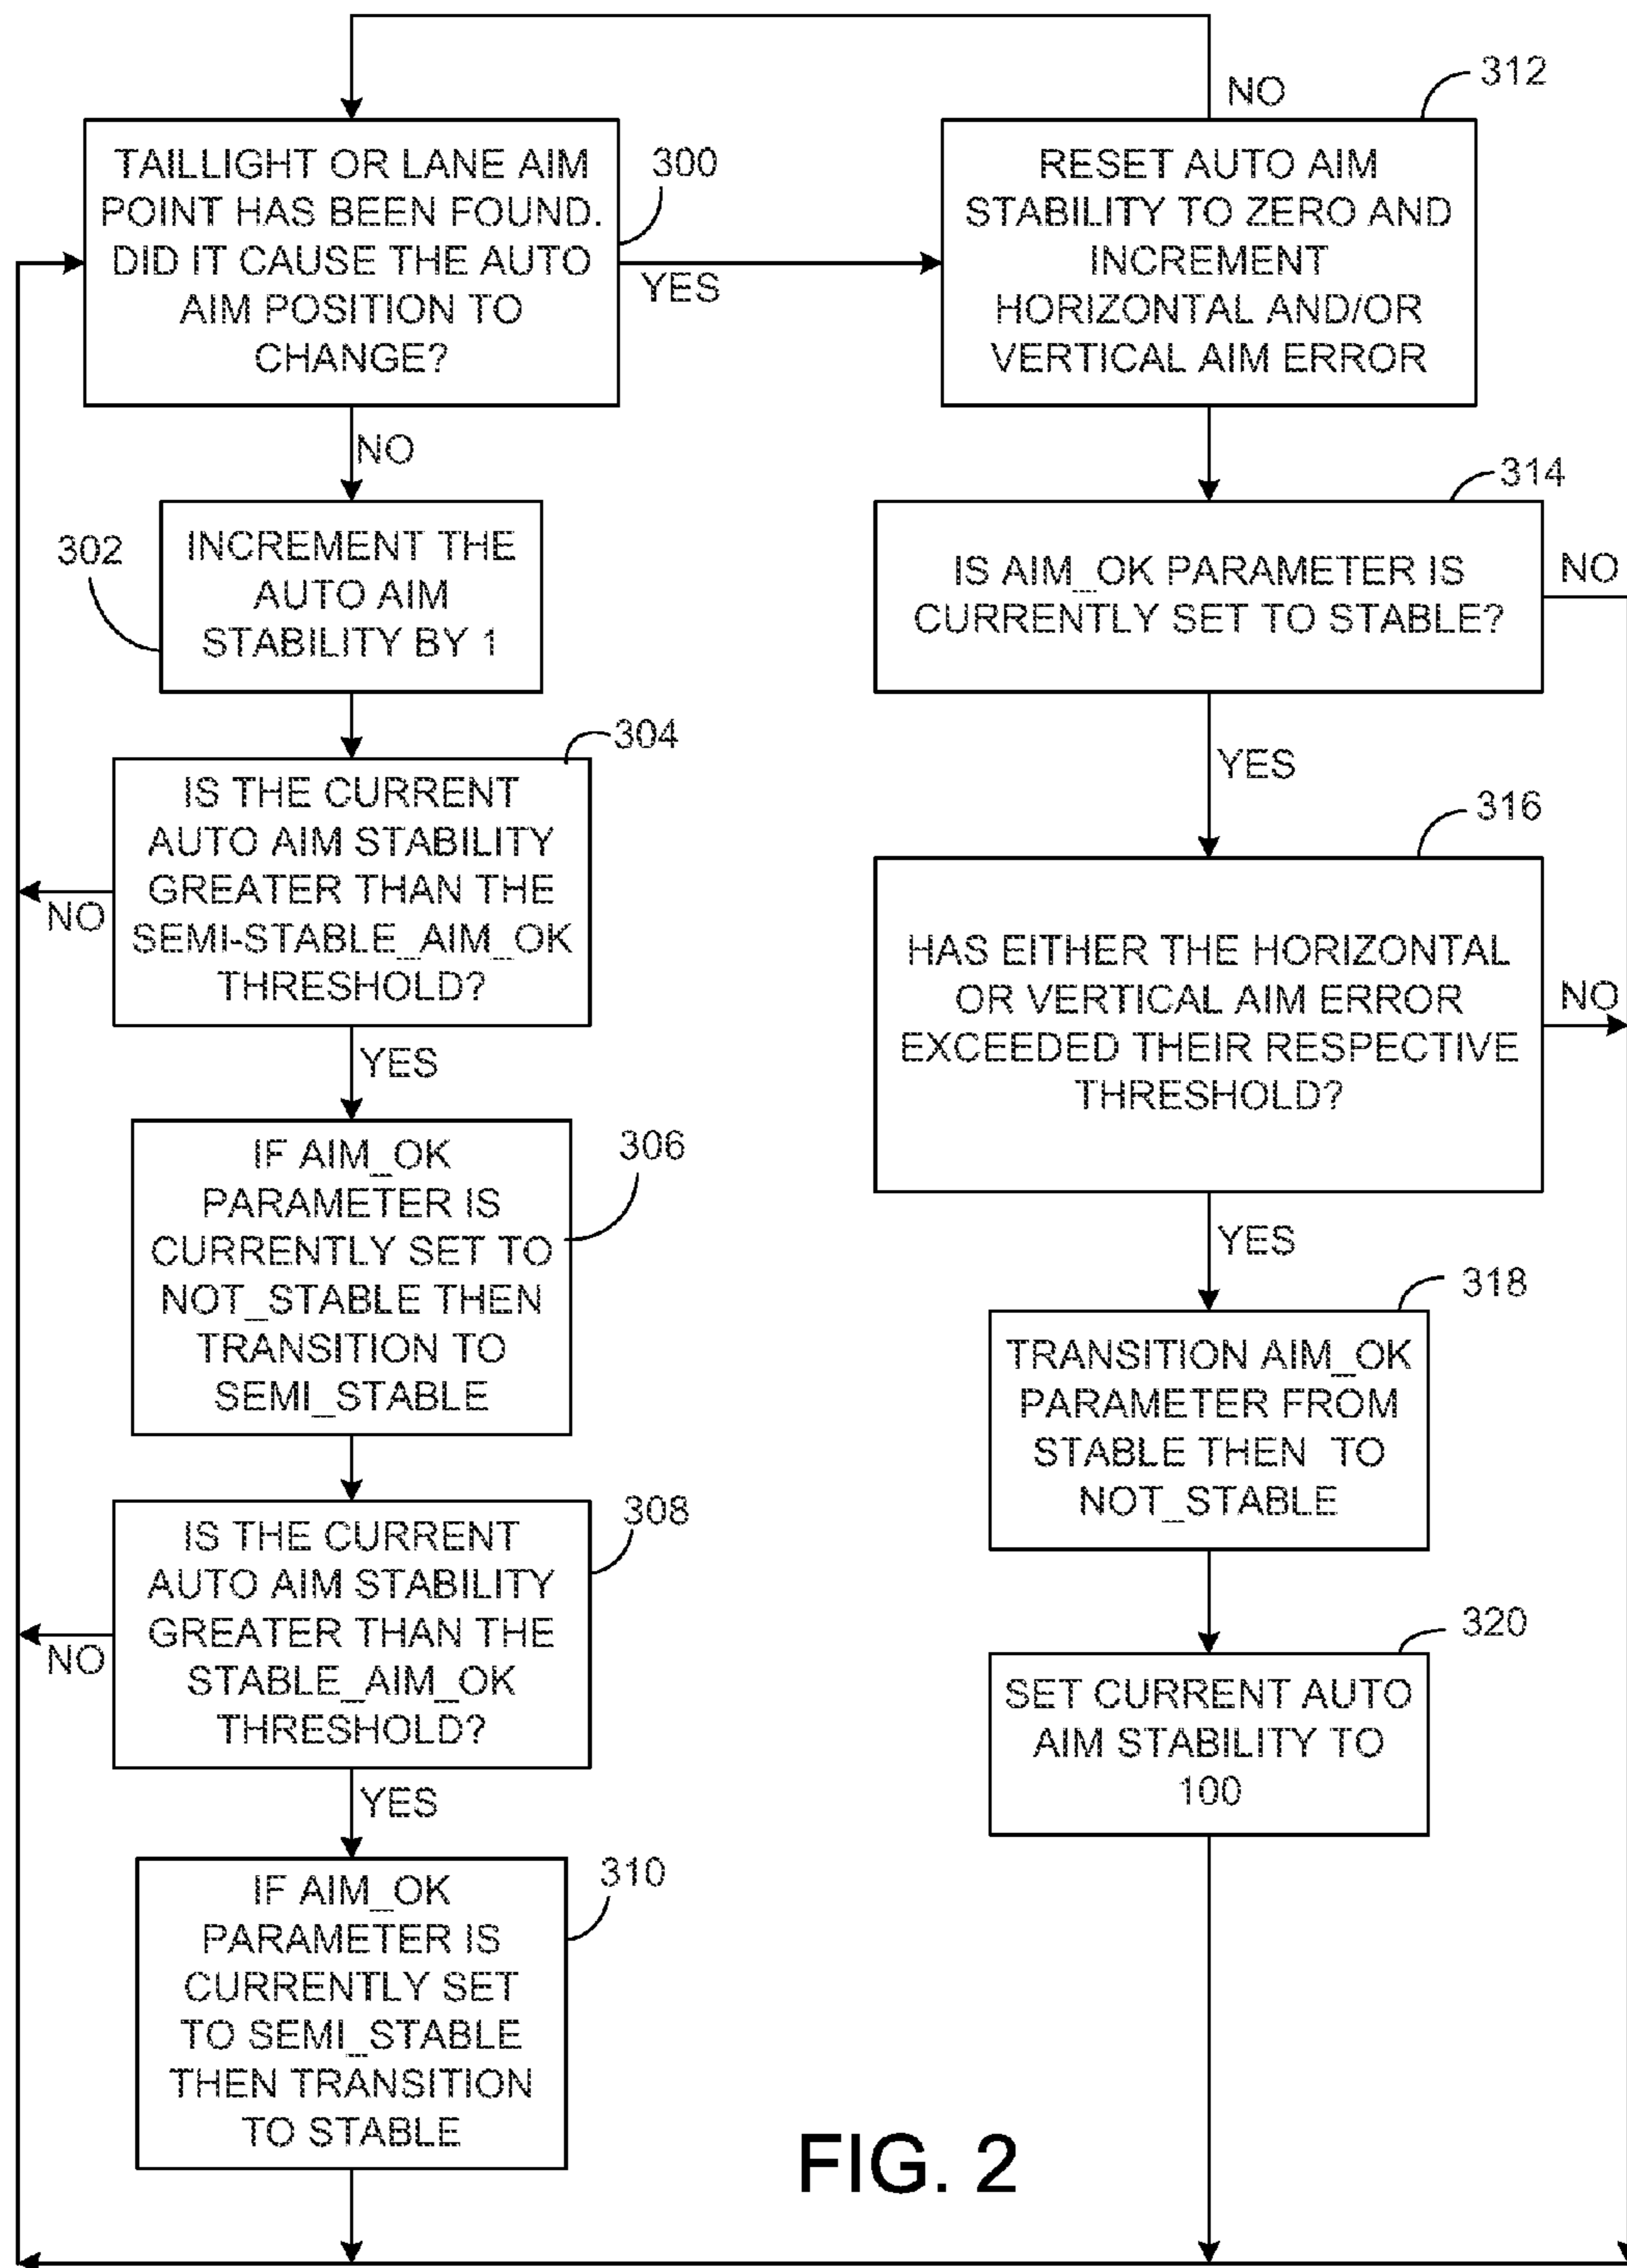 NO
312
TAILLIGHT OR LANE AIM
POINT HAS BEEN FOUND.
DID IT CAUSE THE AUTO
AIM POSITION TO
CHANGE?
300
YES
RESET AUTO AIM
STABILITY TO ZERO AND
INCREMENT
HORIZONTAL AND/OR
VERTICAL AIM ERROR
NO
302
INCREMENT THE
AUTO AIM
STABILITY BY 1
314
IS AIM_OK PARAMETER IS
CURRENTLY SET TO STABLE?
NO
304
IS THE CURRENT
AUTO AIM STABILITY
GREATER THAN THE
SEMI-STABLE_AIM_OK
THRESHOLD?
NO
YES
YES
316
HAS EITHER THE HORIZONTAL
OR VERTICAL AIM ERROR
EXCEEDED THEIR RESPECTIVE
THRESHOLD?
NO
306
IF AIM_OK
PARAMETER IS
CURRENTLY SET TO
NOT_STABLE THEN
TRANSITION TO
SEMI_STABLE
YES
318
TRANSITION AIM_OK
PARAMETER FROM
STABLE THEN TO
NOT_STABLE
308
IS THE CURRENT
AUTO AIM STABILITY
GREATER THAN THE
STABLE_AIM_OK
THRESHOLD?
NO
YES
320
SET CURRENT AUTO
AIM STABILITY TO
100
310
IF AIM_OK
PARAMETER IS
CURRENTLY SET
TO SEMI_STABLE
THEN TRANSITION
TO STABLE
FIG. 2